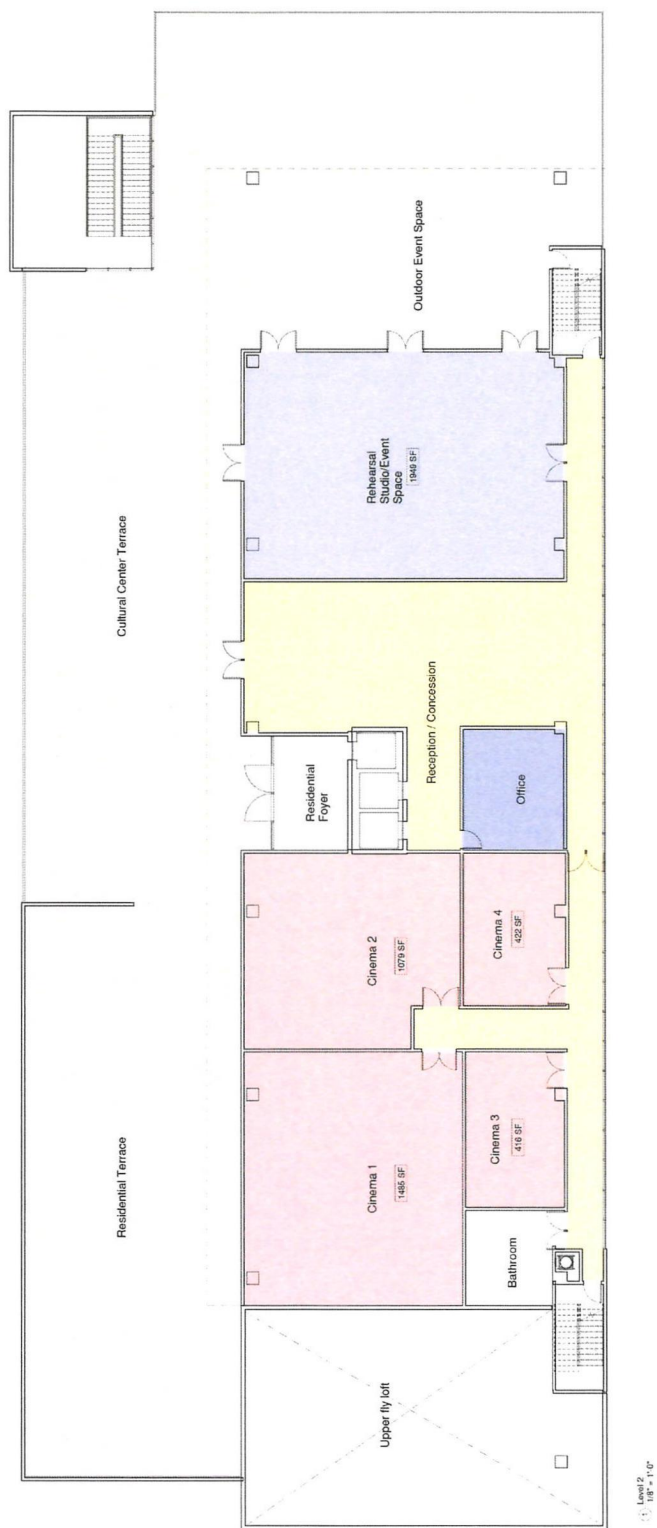 Residential Terrace
Cultural Center Terrace
Upper fly loft
Cinema 1
1485 SF
Cinema 2
1079 SF
Residential
Foyer
Rehearsal
Studio/Event
Space
1949 SF
Outdoor Event Space
Reception / Concession
Bathroom
Cinema 3
416 SF
Cinema 4
422 SF
Office
1 Level 2
1/8" = 1'-0"